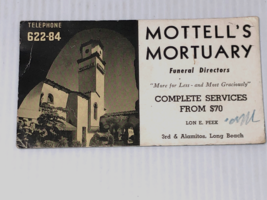 TELEPHONE
622-84
MOTTELL'S
MORTUARY
Funeral Directors
"More for Less - and Most Graciously"
COMPLETE SERVICES
FROM $70
LON E. PEEK
3rd & Alamitos, Long Beach